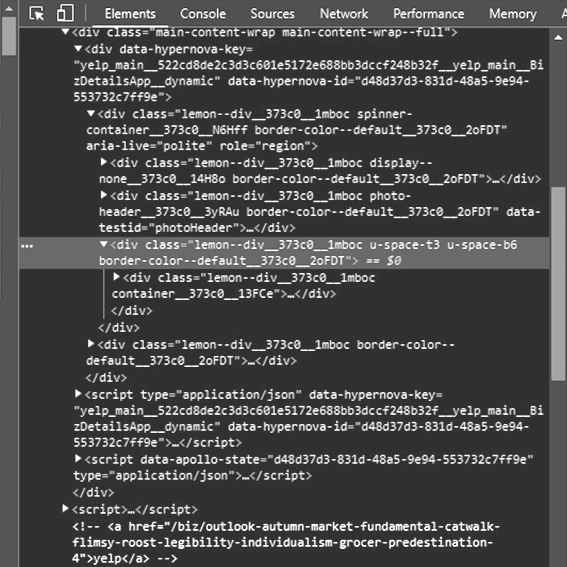 Elements Console Sources Network Performance Memory A
▼<div class="main-content-wrap main-content-wrap--full">
▼<div data-hypernova-key=
"yelp_main__522cd8de2c3d3c601e5172e688bb3dccf248b32f__yelp_main__Bi
zDetailsApp__dynamic" data-hypernova-id="d48d37d3-831d-48a5-9e94-
553732c7ff9e">
▼<div class="lemon--div__373c0__1mboc spinner-
container__373c0__N6Hff border-color--default__373c0__2oFDT"
aria-live="polite" role="region">
▶<div class="lemon--div__373c0__1mboc display--
none__373c0__14H8o border-color--default__373c0__2oFDT">…</div>
▶<div class="lemon--div__373c0__1mboc photo-
header__373c0__3yRAu border-color--default__373c0__2oFDT" data-
testid="photoHeader">…</div>
… ▼<div class="lemon--div__373c0__1mboc u-space-t3 u-space-b6
border-color--default__373c0__2oFDT"> == $0
▶<div class="lemon--div__373c0__1mboc
container__373c0__13FCe">…</div>
</div>
</div>
▶<div class="lemon--div__373c0__1mboc border-color--
default__373c0__2oFDT">…</div>
</div>
▶<script type="application/json" data-hypernova-key=
"yelp_main__522cd8de2c3d3c601e5172e688bb3dccf248b32f__yelp_main__Bi
zDetailsApp__dynamic" data-hypernova-id="d48d37d3-831d-48a5-9e94-
553732c7ff9e">…</script>
▶<script data-apollo-state="d48d37d3-831d-48a5-9e94-553732c7ff9e"
type="application/json">…</script>
</div>
▶<script>…</script>
<!-- <a href="/biz/outlook-autumn-market-fundamental-catwalk-
flimsy-roost-legibility-individualism-grocer-predestination-
4">yelp</a> -->